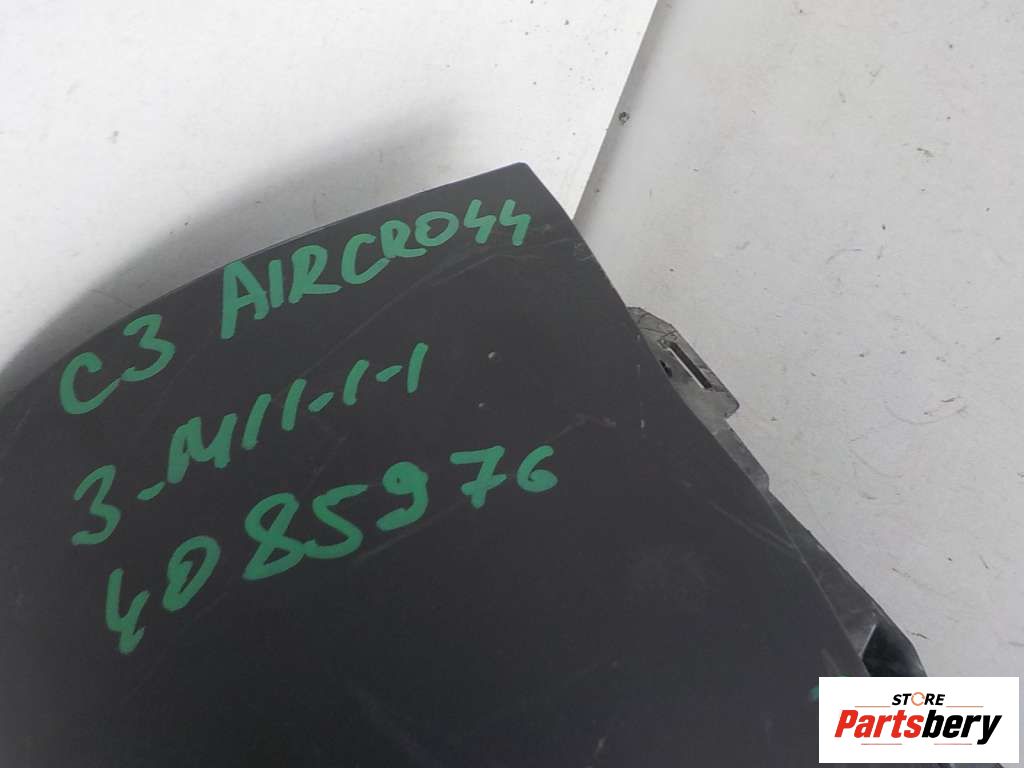 C3 AIRCROSS
3-M11-1-1
4085976
STORE
Partsbery